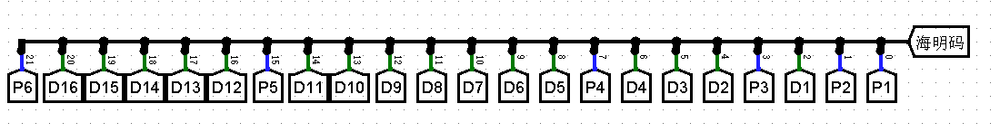 海明码
21 20 19 18 17 16 15 14 13 12 11 10 9 8 7 6 5 4 3 2 1 0
P6 D16 D15 D14 D13 D12 P5 D11 D10 D9 D8 D7 D6 D5 P4 D4 D3 D2 P3 D1 P2 P1